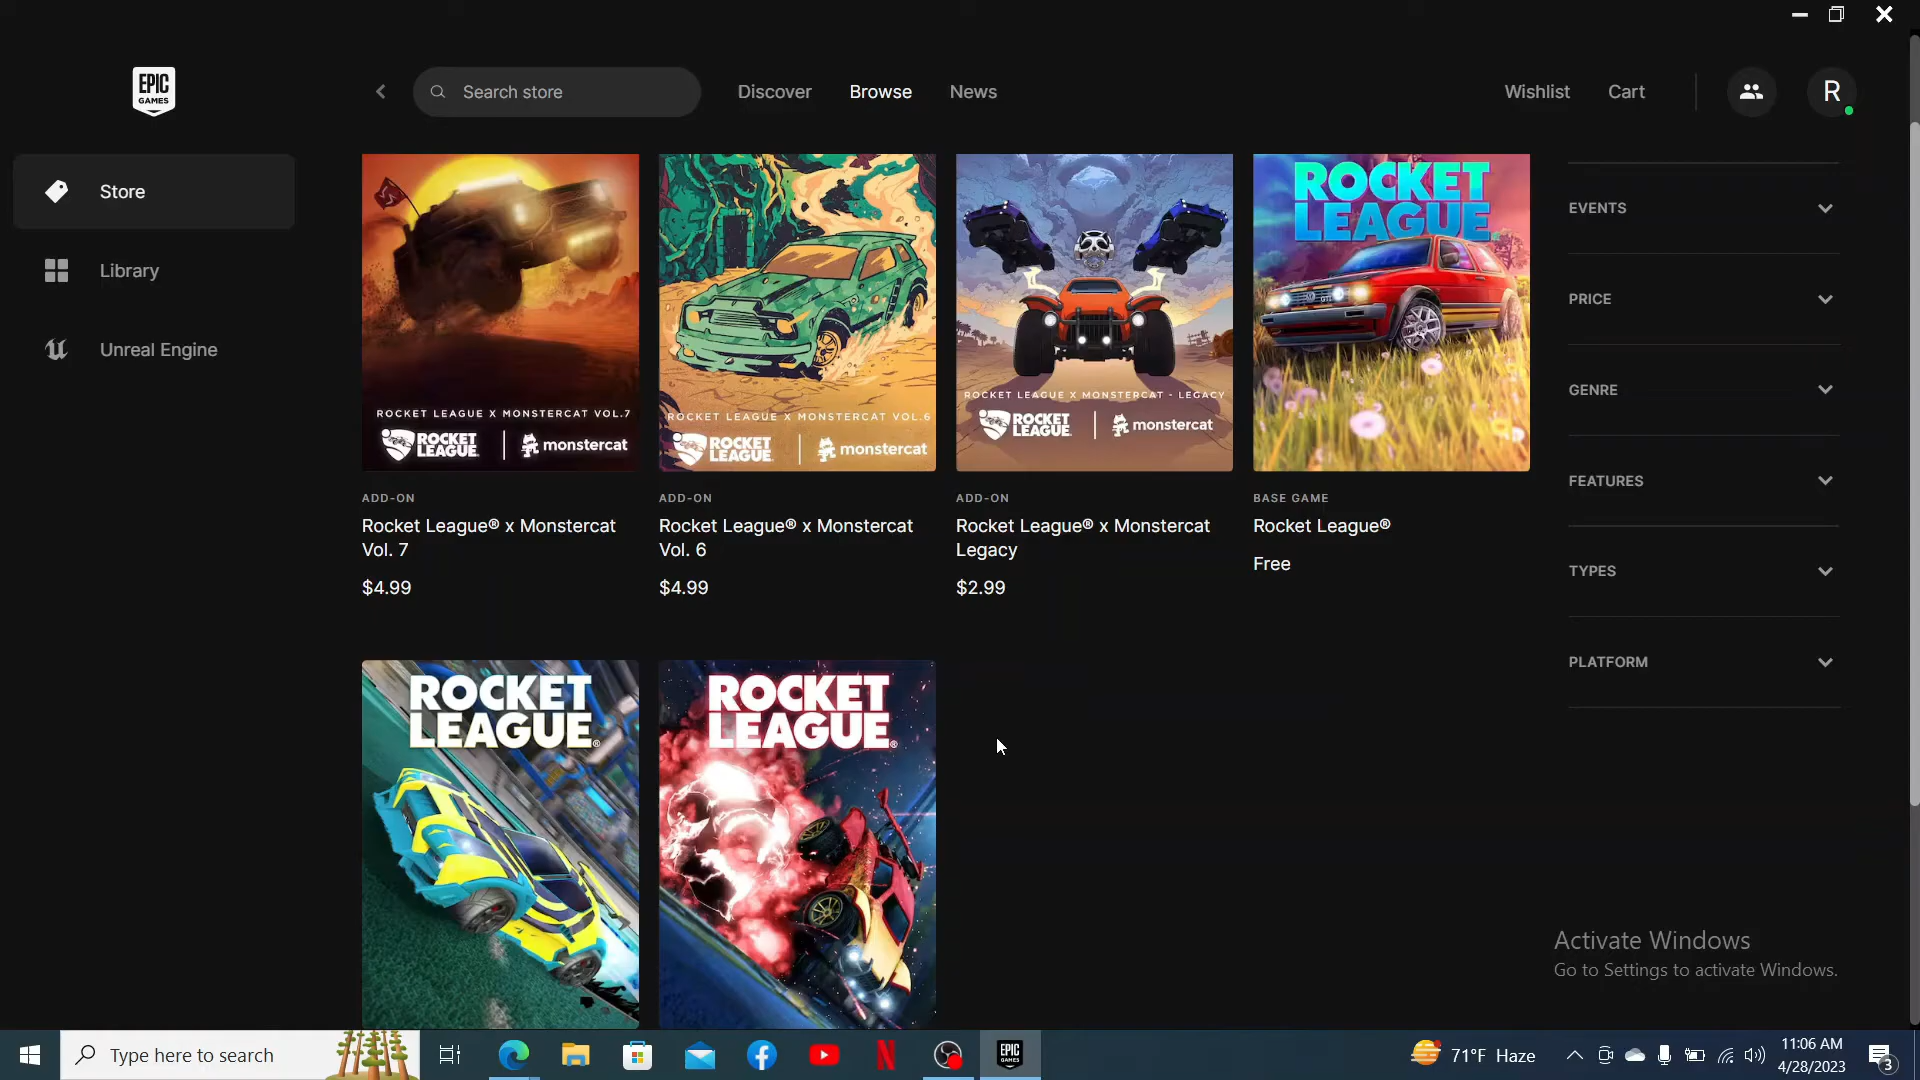 EPIC
GAMES
Search store
Discover
Browse
News
Wishlist
Cart
R
Store
Library
Unreal Engine
ROCKET LEAGUE X MONSTERCAT VOL.7
ROCKET LEAGUE
monstercat
ROCKET LEAGUE X MONSTERCAT VOL.6
ROCKET LEAGUE
monstercat
ROCKET LEAGUE X MONSTERCAT - LEGACY
ROCKET LEAGUE
monstercat
ROCKET
LEAGUE
ADD-ON
Rocket League® x Monstercat
Vol. 7
$4.99
ADD-ON
Rocket League® x Monstercat
Vol. 6
$4.99
ADD-ON
Rocket League® x Monstercat
Legacy
$2.99
BASE GAME
Rocket League®
Free
EVENTS
PRICE
GENRE
FEATURES
TYPES
PLATFORM
ROCKET
LEAGUE®
ROCKET
LEAGUE®
Activate Windows
Go to Settings to activate Windows.
Type here to search
EPIC
GAMES
71°F Haze
11:06 AM
4/28/2023
3